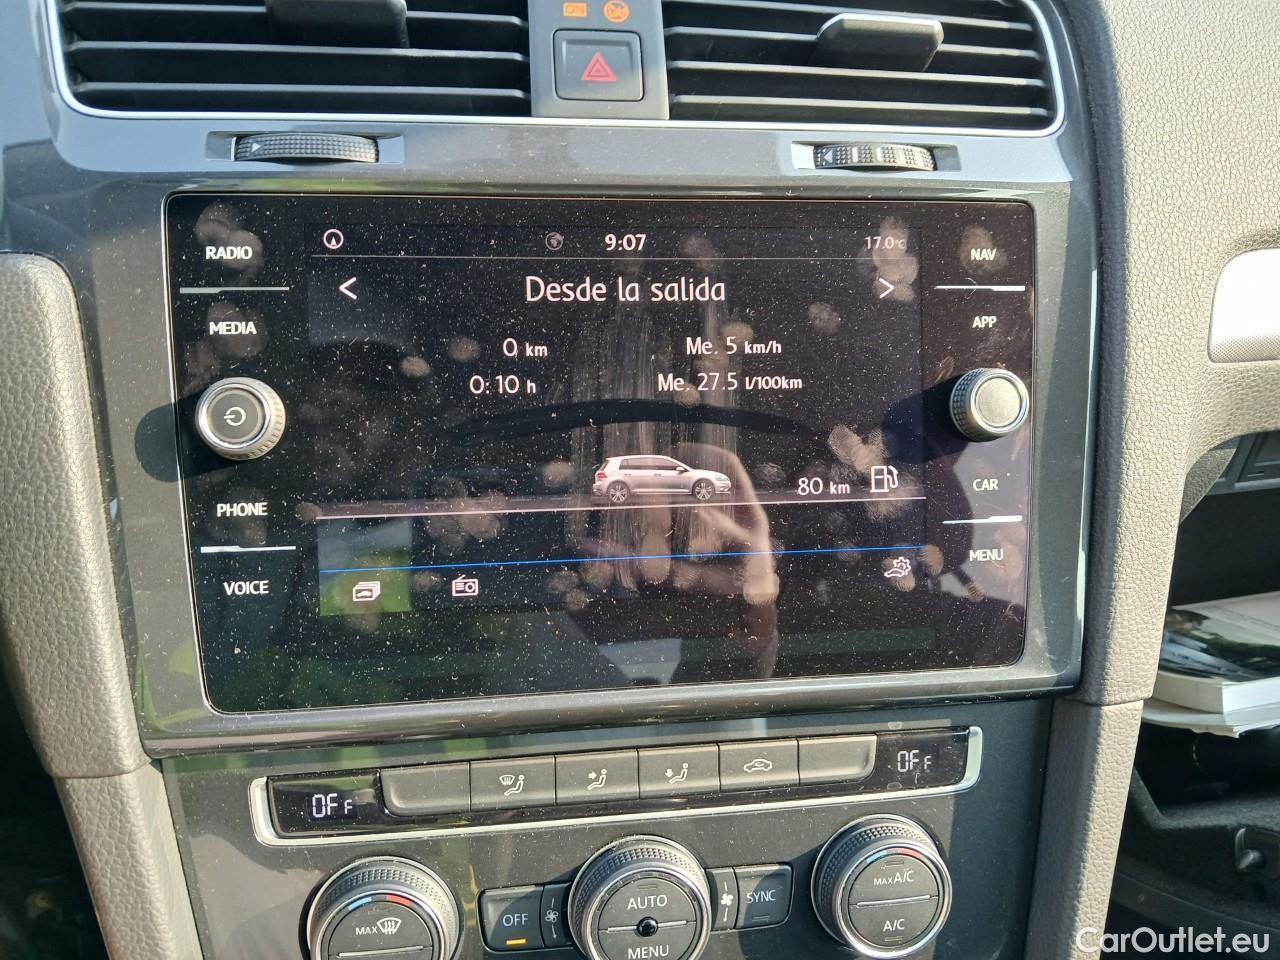 ON
RADIO
MEDIA
PHONE
VOICE
9:07
17.0°C
Desde la salida
0 km
Me. 5 km/h
0:10 h
Me. 27.5 l/100km
80 km
NAV
APP
CAR
MENU
OFF
OFF
MAX
OFF
AUTO
MENU
SYNC
MAX A/C
A/C
CarOutlet.eu